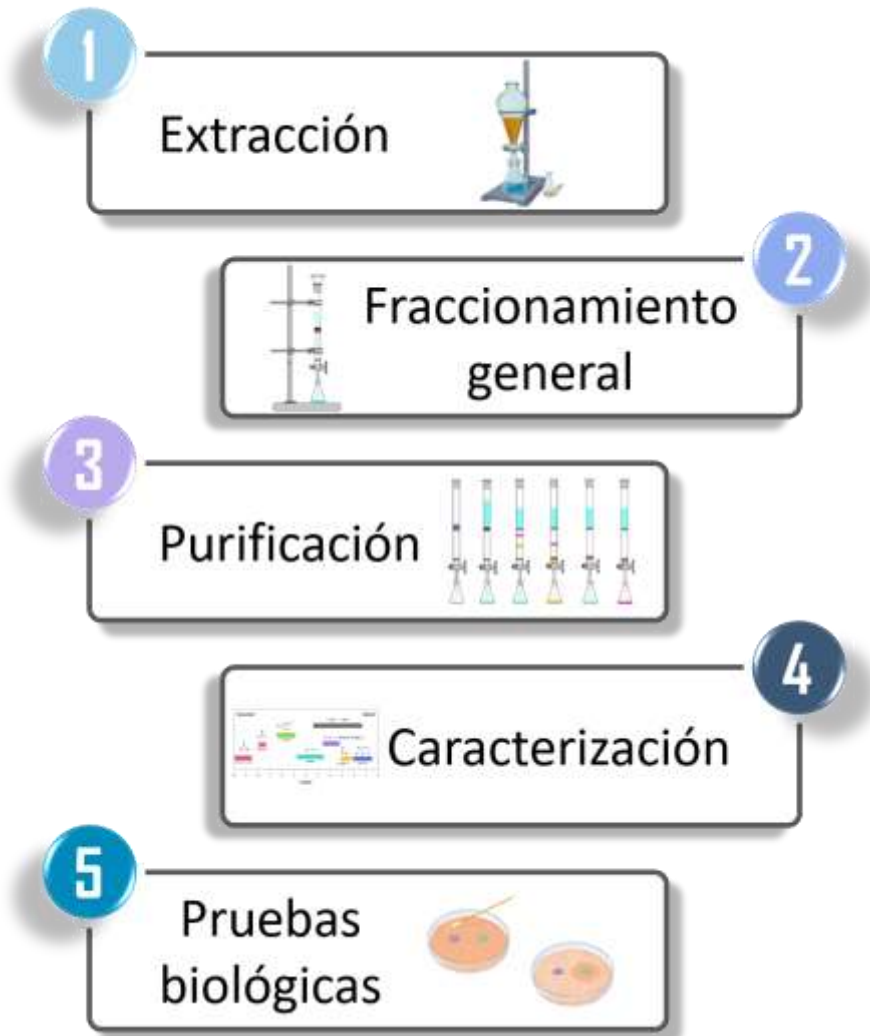 1
Extracción
2
Fraccionamiento
general
3
Purificación
4
Caracterización
5
Pruebas
biológicas